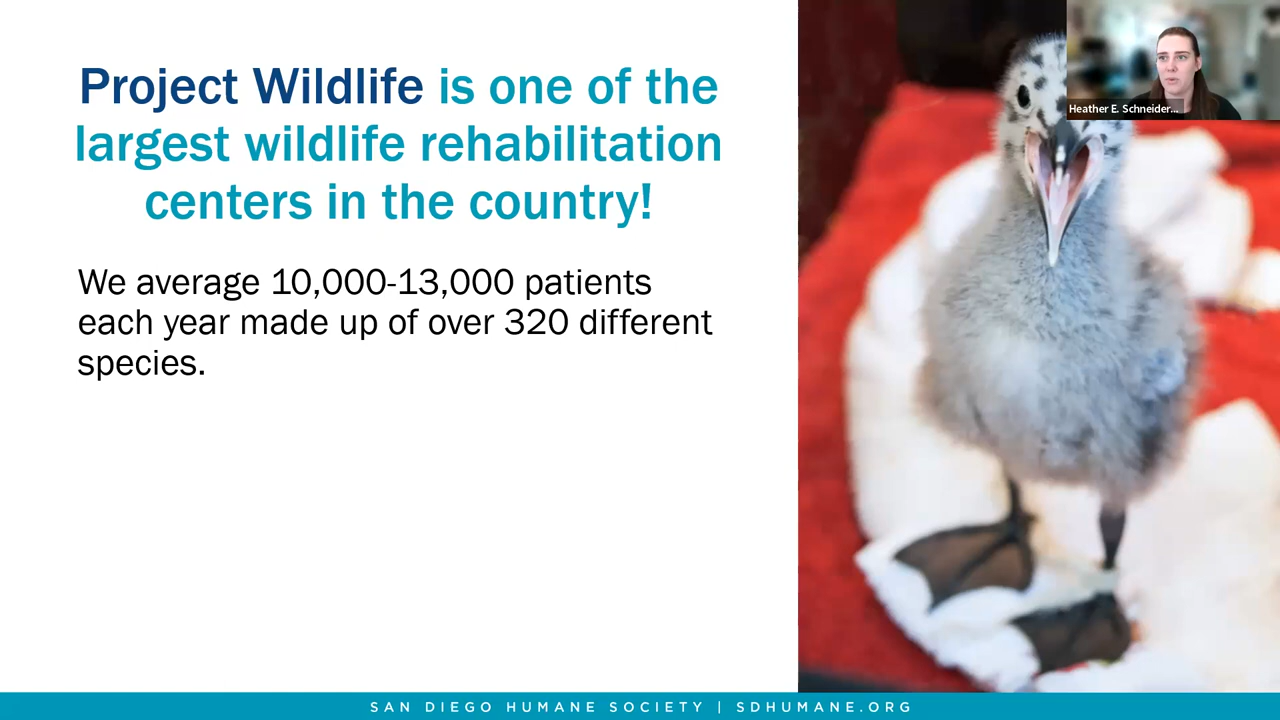 Project Wildlife is one of the
largest wildlife rehabilitation
centers in the country!
We average 10,000-13,000 patients
each year made up of over 320 different
species.
Heather E. Schneider...
SAN DIEGO HUMANE SOCIETY | SDHUMANE.ORG